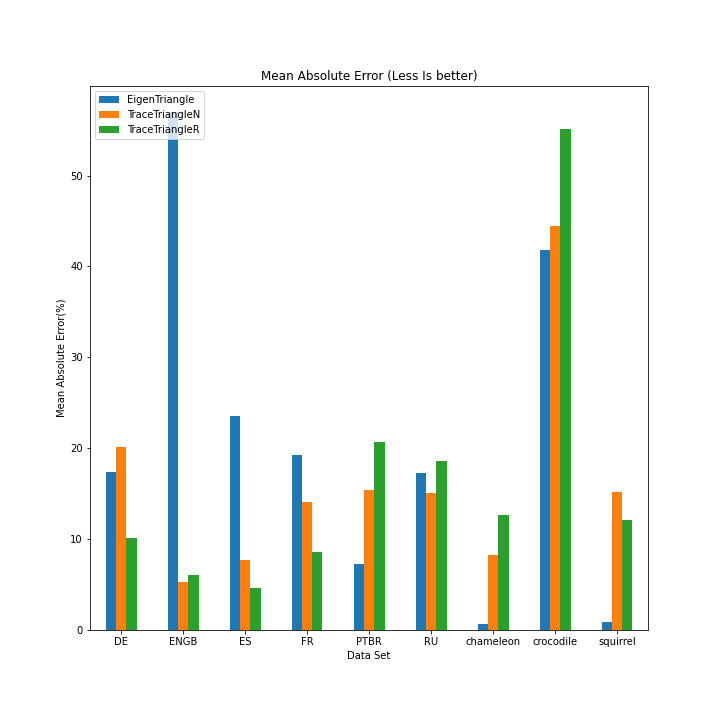 Mean Absolute Error (Less Is better)
EigenTriangle
TraceTriangleN
TraceTriangleR
50
40
30
20
10
0
Mean Absolute Error(%)
DE ENGB ES FR PTBR RU chameleon crocodile squirrel
Data Set